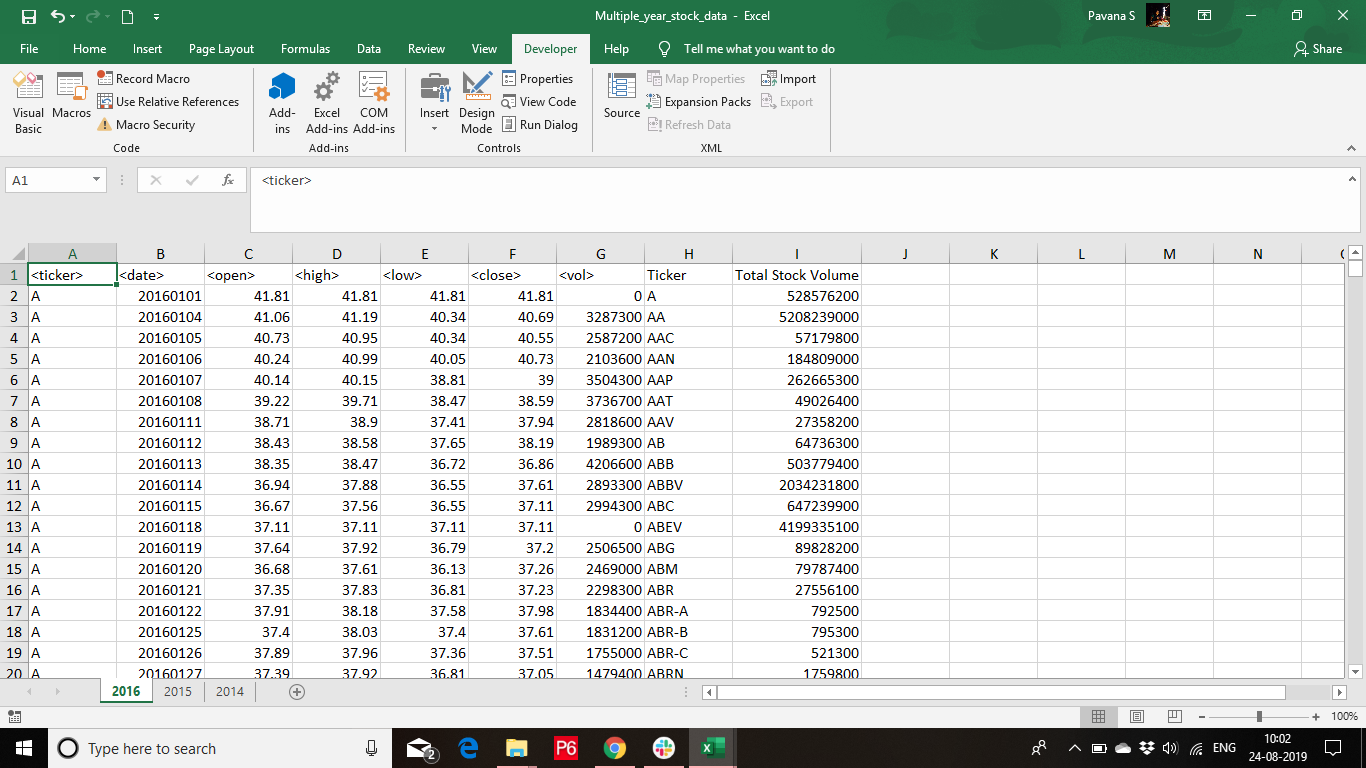 Multiple_year_stock_data - Excel
Pavana S
File Home Insert Page Layout Formulas Data Review View Developer Help Tell me what you want to do Share
Visual Basic
Macros
Record Macro
Use Relative References
Macro Security
Code
Add-ins
Excel Add-ins
COM Add-ins
Add-ins
Insert
Design Mode
Properties
View Code
Run Dialog
Controls
Source
Map Properties
Expansion Packs
Refresh Data
Import
Export
XML
A1 fx <ticker>
A B C D E F G H I J K L M N
1 <ticker> <date> <open> <high> <low> <close> <vol> Ticker Total Stock Volume
2 A 20160101 41.81 41.81 41.81 41.81 0 A 528576200
3 A 20160104 41.06 41.19 40.34 40.69 3287300 AA 5208239000
4 A 20160105 40.73 40.95 40.34 40.55 2587200 AAC 57179800
5 A 20160106 40.24 40.99 40.05 40.73 2103600 AAN 184809000
6 A 20160107 40.14 40.15 38.81 39 3504300 AAP 262665300
7 A 20160108 39.22 39.71 38.47 38.59 3736700 AAT 49026400
8 A 20160111 38.71 38.9 37.41 37.94 2818600 AAV 27358200
9 A 20160112 38.43 38.58 37.65 38.19 1989300 AB 64736300
10 A 20160113 38.35 38.47 36.72 36.86 4206600 ABB 503779400
11 A 20160114 36.94 37.88 36.55 37.61 2893300 ABBV 2034231800
12 A 20160115 36.67 37.56 36.55 37.11 2994300 ABC 647239900
13 A 20160118 37.11 37.11 37.11 37.11 0 ABEV 4199335100
14 A 20160119 37.64 37.92 36.79 37.2 2506500 ABG 89828200
15 A 20160120 36.68 37.61 36.13 37.26 2469000 ABM 79787400
16 A 20160121 37.35 37.83 36.81 37.23 2298300 ABR 27556100
17 A 20160122 37.91 38.18 37.58 37.98 1834400 ABR-A 792500
18 A 20160125 37.4 38.03 37.4 37.61 1831200 ABR-B 795300
19 A 20160126 37.89 37.96 37.36 37.51 1755000 ABR-C 521300
20 A 20160127 37.39 37.92 36.81 37.05 1479400 ABRN 1759800
2016 2015 2014
100%
Type here to search
2
P6
ENG
10:02
24-08-2019